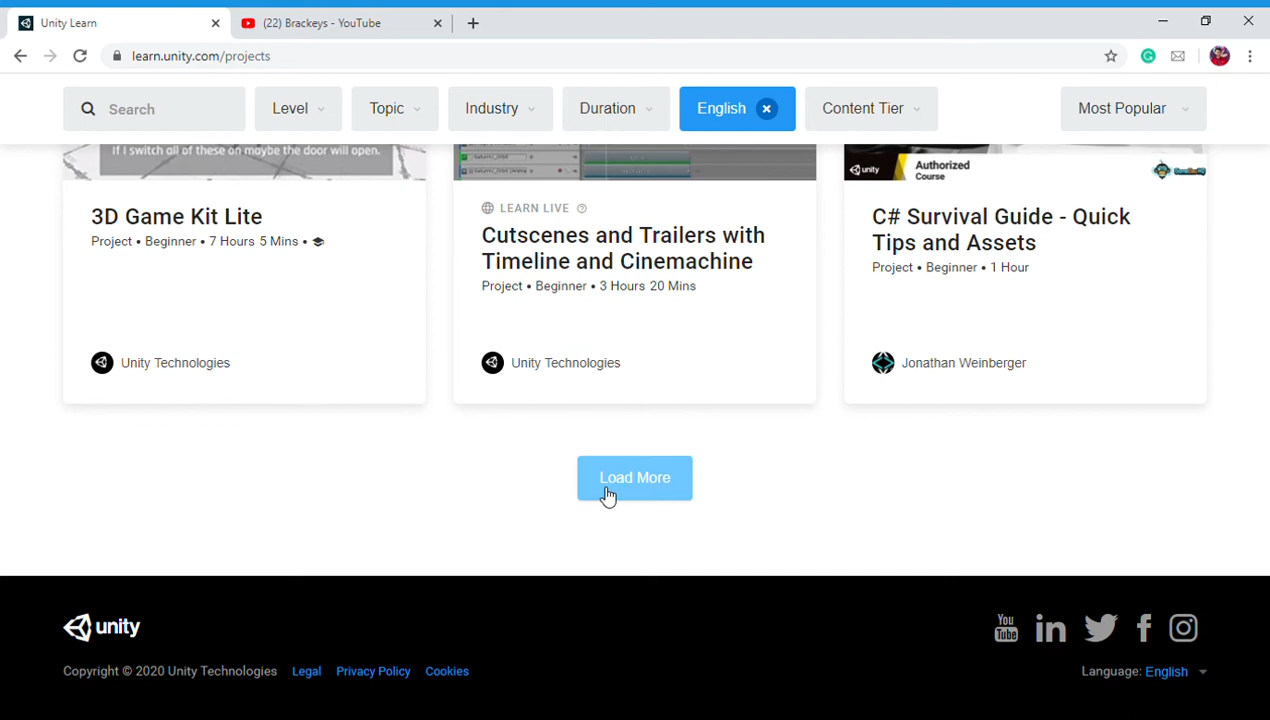 Unity Learn
(22) Brackeys - YouTube
learn.unity.com/projects
Search
Level
Topic
Industry
Duration
English
Content Tier
Most Popular
If I switch all of these on maybe the door will open.
unity
Authorized
Course
3D Game Kit Lite
Project • Beginner • 7 Hours 5 Mins •
Unity Technologies
LEARN LIVE
Cutscenes and Trailers with
Timeline and Cinemachine
Project • Beginner • 3 Hours 20 Mins
Unity Technologies
C# Survival Guide - Quick
Tips and Assets
Project • Beginner • 1 Hour
Jonathan Weinberger
Load More
unity
You
Tube
in
Copyright © 2020 Unity Technologies
Legal
Privacy Policy
Cookies
Language: English